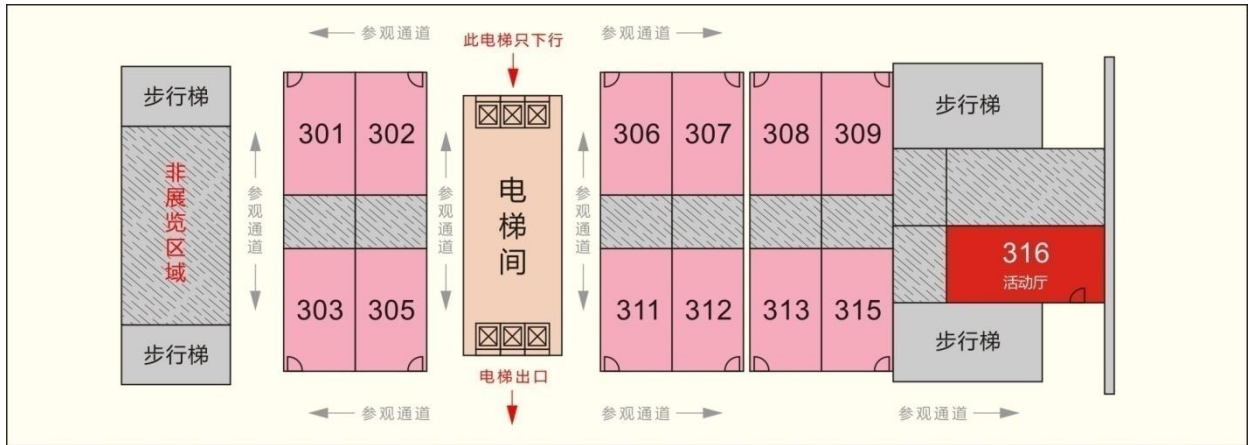 参观通道
此电梯只下行
参观通道
步行梯
301
302
306
307
308
309
步行梯
非展览区域
参观通道
参观通道
电梯间
参观通道
316
活动厅
303
305
311
312
313
315
步行梯
步行梯
电梯出口
参观通道
参观通道
参观通道